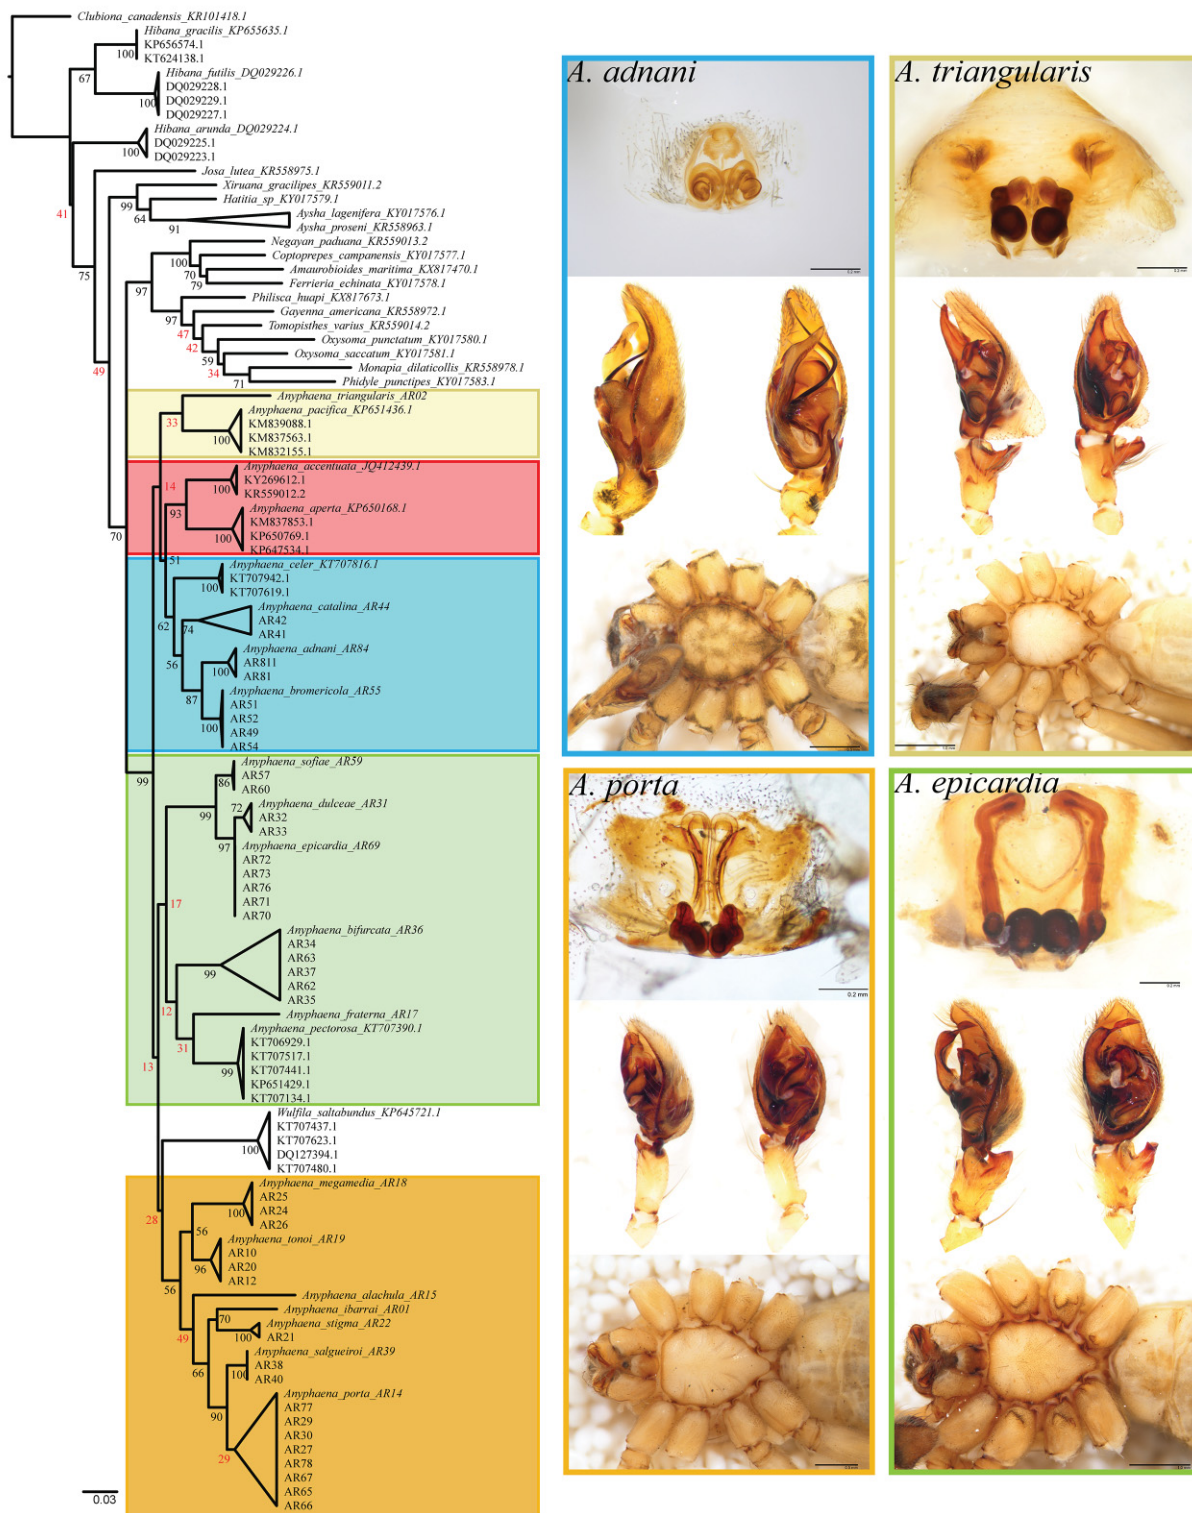 Clubiona_canadensis_KR101418.1
Hibana_gracilis_KP655635.1
KP656574.1
100
KT624138.1
67
Hibana_futilis_DQ029226.1
DQ029228.1
100
DQ029229.1
DQ029227.1
Hibana_arunda_DQ029224.1
DQ029225.1
100
DQ029223.1
Josa_lutea_KR558975.1
Xiruana_gracilipes_KR559011.2
99
Hatitia_sp_KY017579.1
41
64
Aysha_lagenifera_KY017576.1
91
Aysha_proseni_KR558963.1
Negayan_paduana_KR559013.2
Coptoprepes_campanensis_KY017577.1
100
75
70
Amaurobioides_maritima_KX817470.1
79
Ferrieria_echinata_KY017578.1
97
Philisca_huapi_KX817673.1
Gayenna_americana_KR558972.1
97
Tomopisthes_varius_KR559014.2
47
Oxysoma_punctatum_KY017580.1
42
Oxysoma_saccatum_KY017581.1
59
Monapia_dilaticollis_KR558978.1
49
34
71
Phidyle_punctipes_KY017583.1
Anyphaena_triangularis_AR02
Anyphaena_pacifica_KP651436.1
33
KM839088.1
100
KM837563.1
KM832155.1
Anyphaena_accentuata_JQ412439.1
KY269612.1
14
100
KR559012.2
93
Anyphaena_aperta_KP650168.1
KM837853.1
70
100
KP650769.1
KP647534.1
51
Anyphaena_celer_KT707816.1
KT707942.1
100
KT707619.1
Anyphaena_catalina_AR44
62
74
AR42
AR41
Anyphaena_adnani_AR84
56
AR811
100
AR81
87
Anyphaena_bromericola_AR55
AR51
AR52
100
AR49
AR54
Anyphaena_sofiae_AR59
99
86
AR57
AR60
72
Anyphaena_dulceae_AR31
99
AR32
AR33
97
Anyphaena_epicardia_AR69
AR72
AR73
AR76
17
AR71
AR70
Anyphaena_bifurcata_AR36
AR34
AR63
99
AR37
AR62
AR35
12
Anyphaena_fraterna_AR17
Anyphaena_pectorosa_KT707390.1
31
KT706929.1
KT707517.1
13
99
KT707441.1
KP651429.1
KT707134.1
Wulfila_saltabundus_KP645721.1
KT707437.1
100
KT707623.1
DQ127394.1
KT707480.1
Anyphaena_megamedia_AR18
AR25
100
AR24
28
AR26
56
Anyphaena_tonoi_AR19
AR10
96
AR20
56
AR12
Anyphaena_alachula_AR15
Anyphaena_ibarrai_AR01
70
Anyphaena_stigma_AR22
49
100
AR21
Anyphaena_salgueiroi_AR39
66
100
AR38
AR40
Anyphaena_porta_AR14
90
AR77
AR29
AR30
29
AR27
AR78
AR67
AR65
AR66
0.03
A. adnani
A. triangularis
A. porta
0.2 mm
A. epicardia